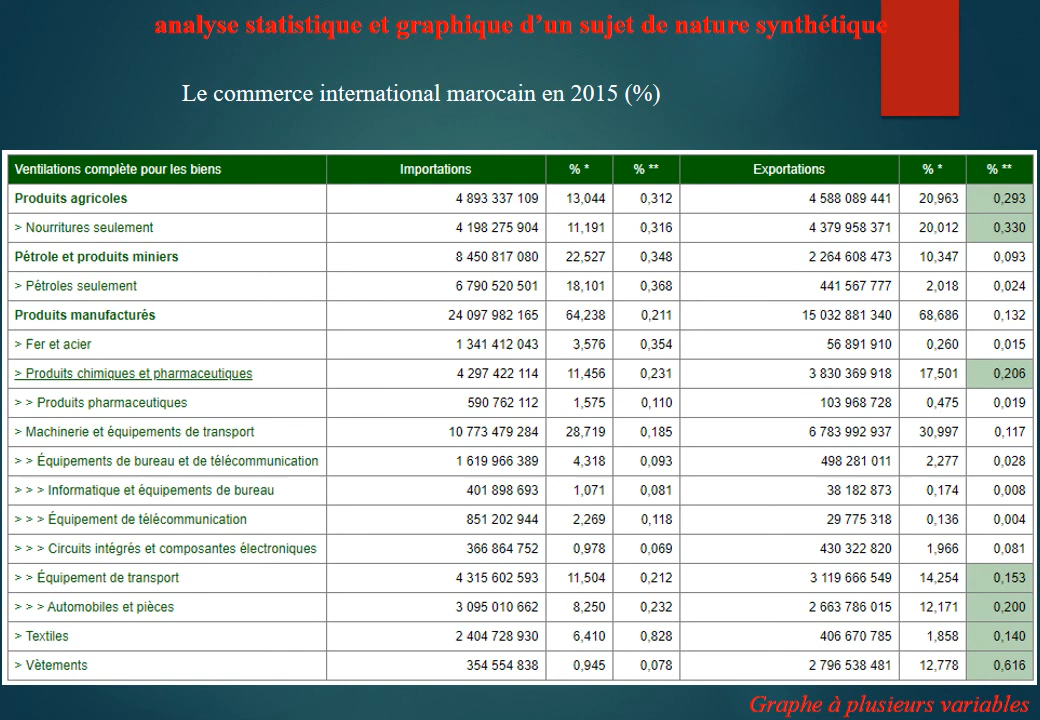 analyse statistique et graphique d’un sujet de nature synthétique
Le commerce international marocain en 2015 (%)
Ventilations complète pour les biens Importations % * % ** Exportations % * % **
Produits agricoles 4 893 337 109 13,044 0,312 4 588 089 441 20,963 0,293
> Nourritures seulement 4 198 275 904 11,191 0,316 4 379 958 371 20,012 0,330
Pétrole et produits miniers 8 450 817 080 22,527 0,348 2 264 608 473 10,347 0,093
> Pétroles seulement 6 790 520 501 18,101 0,368 441 567 777 2,018 0,024
Produits manufacturés 24 097 982 165 64,238 0,211 15 032 881 340 68,686 0,132
> Fer et acier 1 341 412 043 3,576 0,354 56 891 910 0,260 0,015
> Produits chimiques et pharmaceutiques 4 297 422 114 11,456 0,231 3 830 369 918 17,501 0,206
> > Produits pharmaceutiques 590 762 112 1,575 0,110 103 968 728 0,475 0,019
> Machinerie et équipements de transport 10 773 479 284 28,719 0,185 6 783 992 937 30,997 0,117
> > Équipements de bureau et de télécommunication 1 619 966 389 4,318 0,093 498 281 011 2,277 0,028
> > > Informatique et équipements de bureau 401 898 693 1,071 0,081 38 182 873 0,174 0,008
> > > Équipement de télécommunication 851 202 944 2,269 0,118 29 775 318 0,136 0,004
> > > Circuits intégrés et composantes électroniques 366 864 752 0,978 0,069 430 322 820 1,966 0,081
> > Équipement de transport 4 315 602 593 11,504 0,212 3 119 666 549 14,254 0,153
> > > Automobiles et pièces 3 095 010 662 8,250 0,232 2 663 786 015 12,171 0,200
> Textiles 2 404 728 930 6,410 0,828 406 670 785 1,858 0,140
> Vètements 354 554 838 0,945 0,078 2 796 538 481 12,778 0,616
Graphe à plusieurs variables